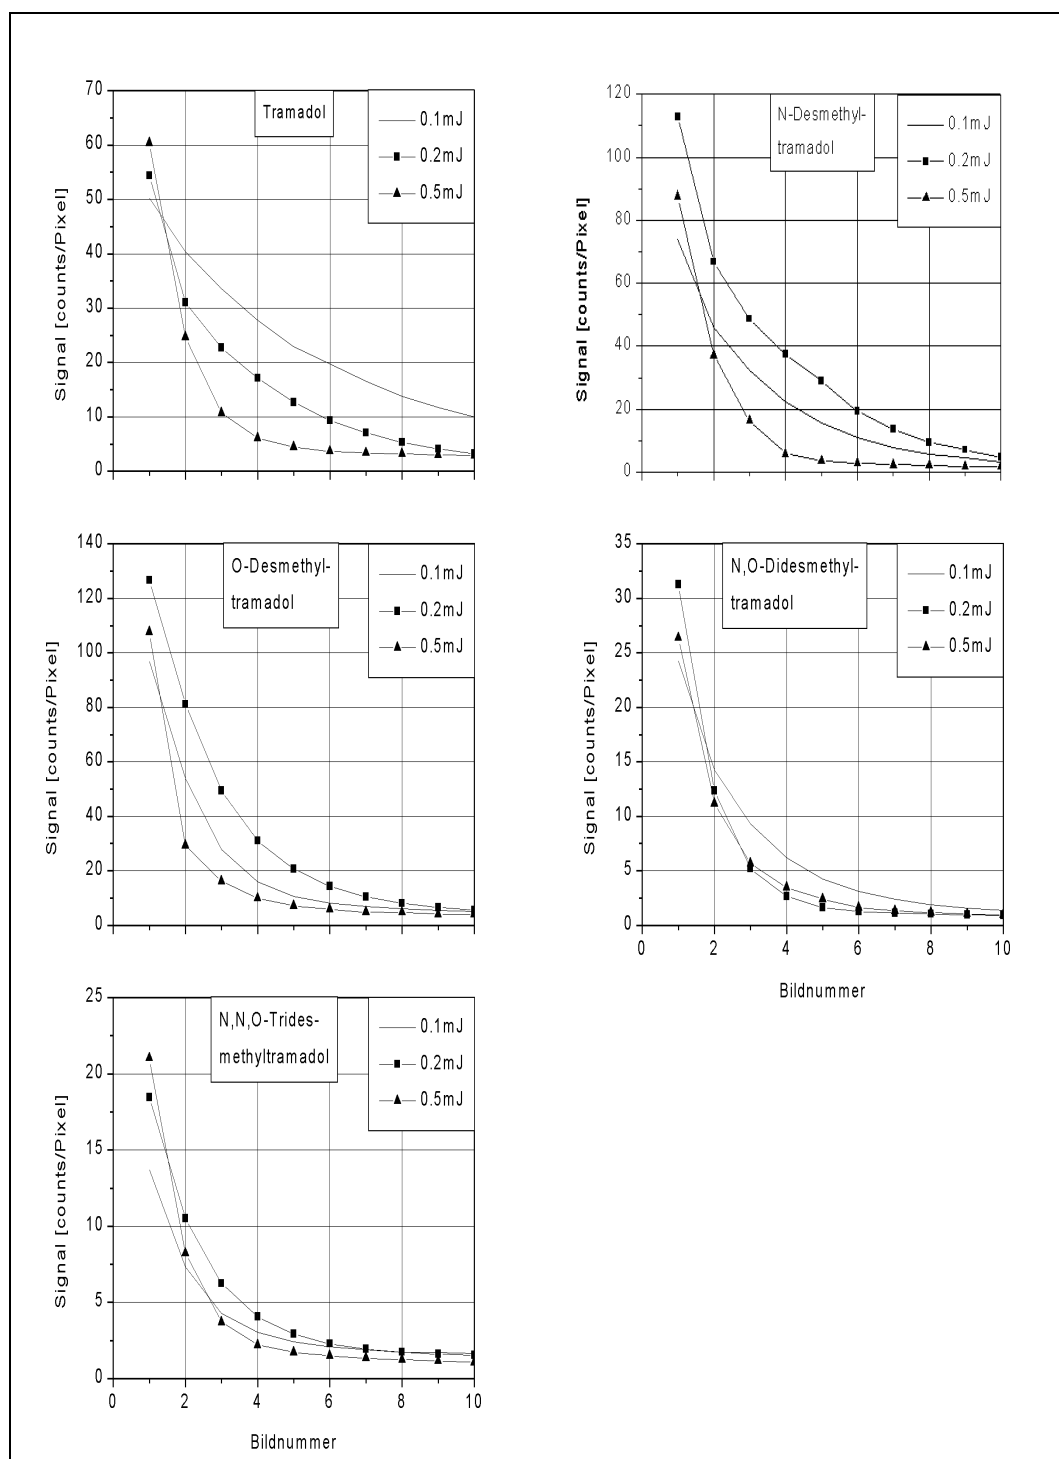 Tramadol
0.1mJ
0.2mJ
0.5mJ
Signal [counts/Pixel]
70
60
50
40
30
20
10
0
N-Desmethyl-
tramadol
0.1mJ
0.2mJ
0.5mJ
Signal [counts/Pixel]
120
100
80
60
40
20
0
O-Desmethyl-
tramadol
0.1mJ
0.2mJ
0.5mJ
Signal [counts/Pixel]
140
120
100
80
60
40
20
0
N,O-Didesmethyl-
tramadol
0.1mJ
0.2mJ
0.5mJ
Signal [counts/Pixel]
35
30
25
20
15
10
5
0
0 2 4 6 8 10
Bildnummer
N,N,O-Trides-
methyltramadol
0.1mJ
0.2mJ
0.5mJ
Signal [counts/Pixel]
25
20
15
10
5
0
0 2 4 6 8 10
Bildnummer